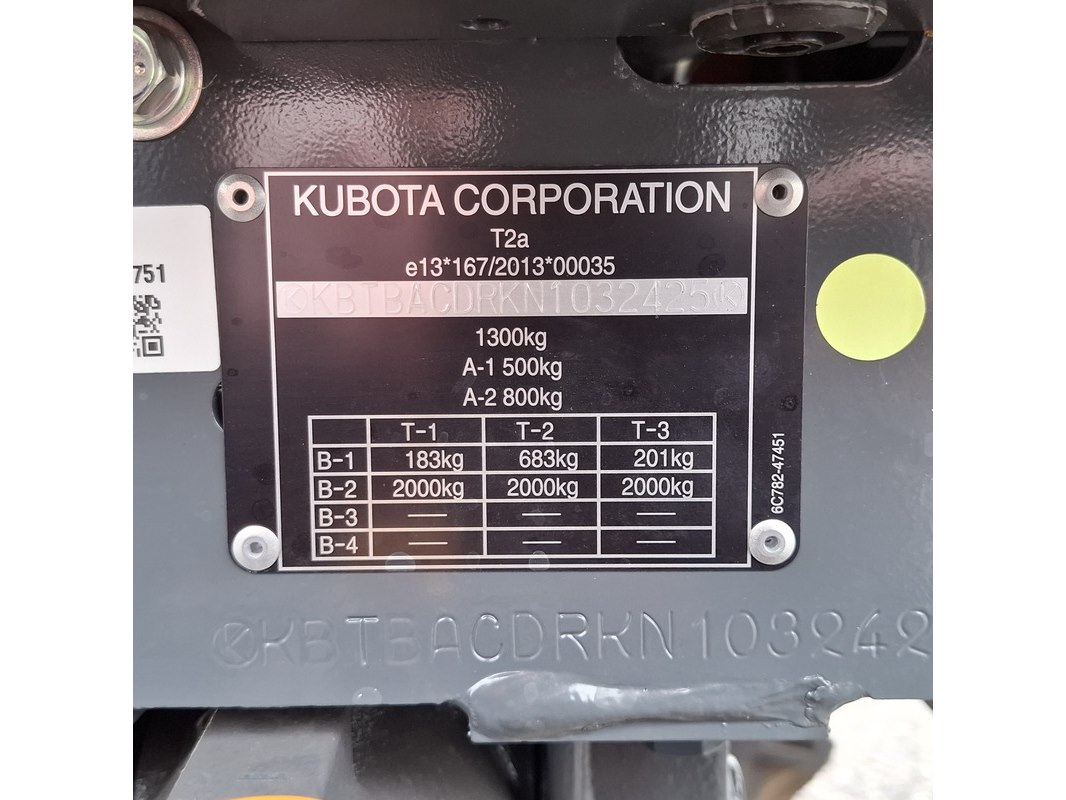 KUBOTA CORPORATION
T2a
e13*167/2013*00035
KBTBACDRKN1032425
1300kg
A-1 500kg
A-2 800kg
T-1 T-2 T-3
B-1 183kg 683kg 201kg
B-2 2000kg 2000kg 2000kg
B-3 — — —
B-4 — — —
6C782-47451
751
KBTBACDRKN103242